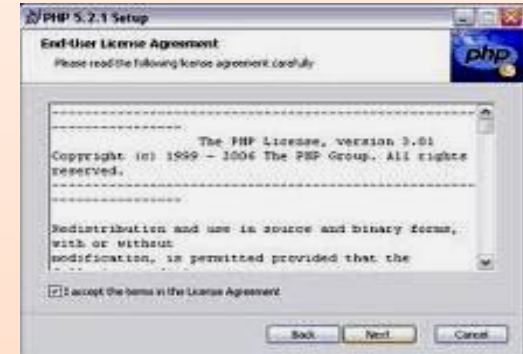 PHP 5.2.1 Setup
End-User License Agreement
Please read the following license agreement carefully
php
--------------------------------------------------------------------
--------------------
The PHP License, version 3.01
Copyright (c) 1999 - 2006 The PHP Group. All rights
reserved.
--------------------------------------------------------------------
--------------------
Redistribution and use in source and binary forms,
with or without
modification, is permitted provided that the
I accept the terms in the License Agreement
Back Next Cancel